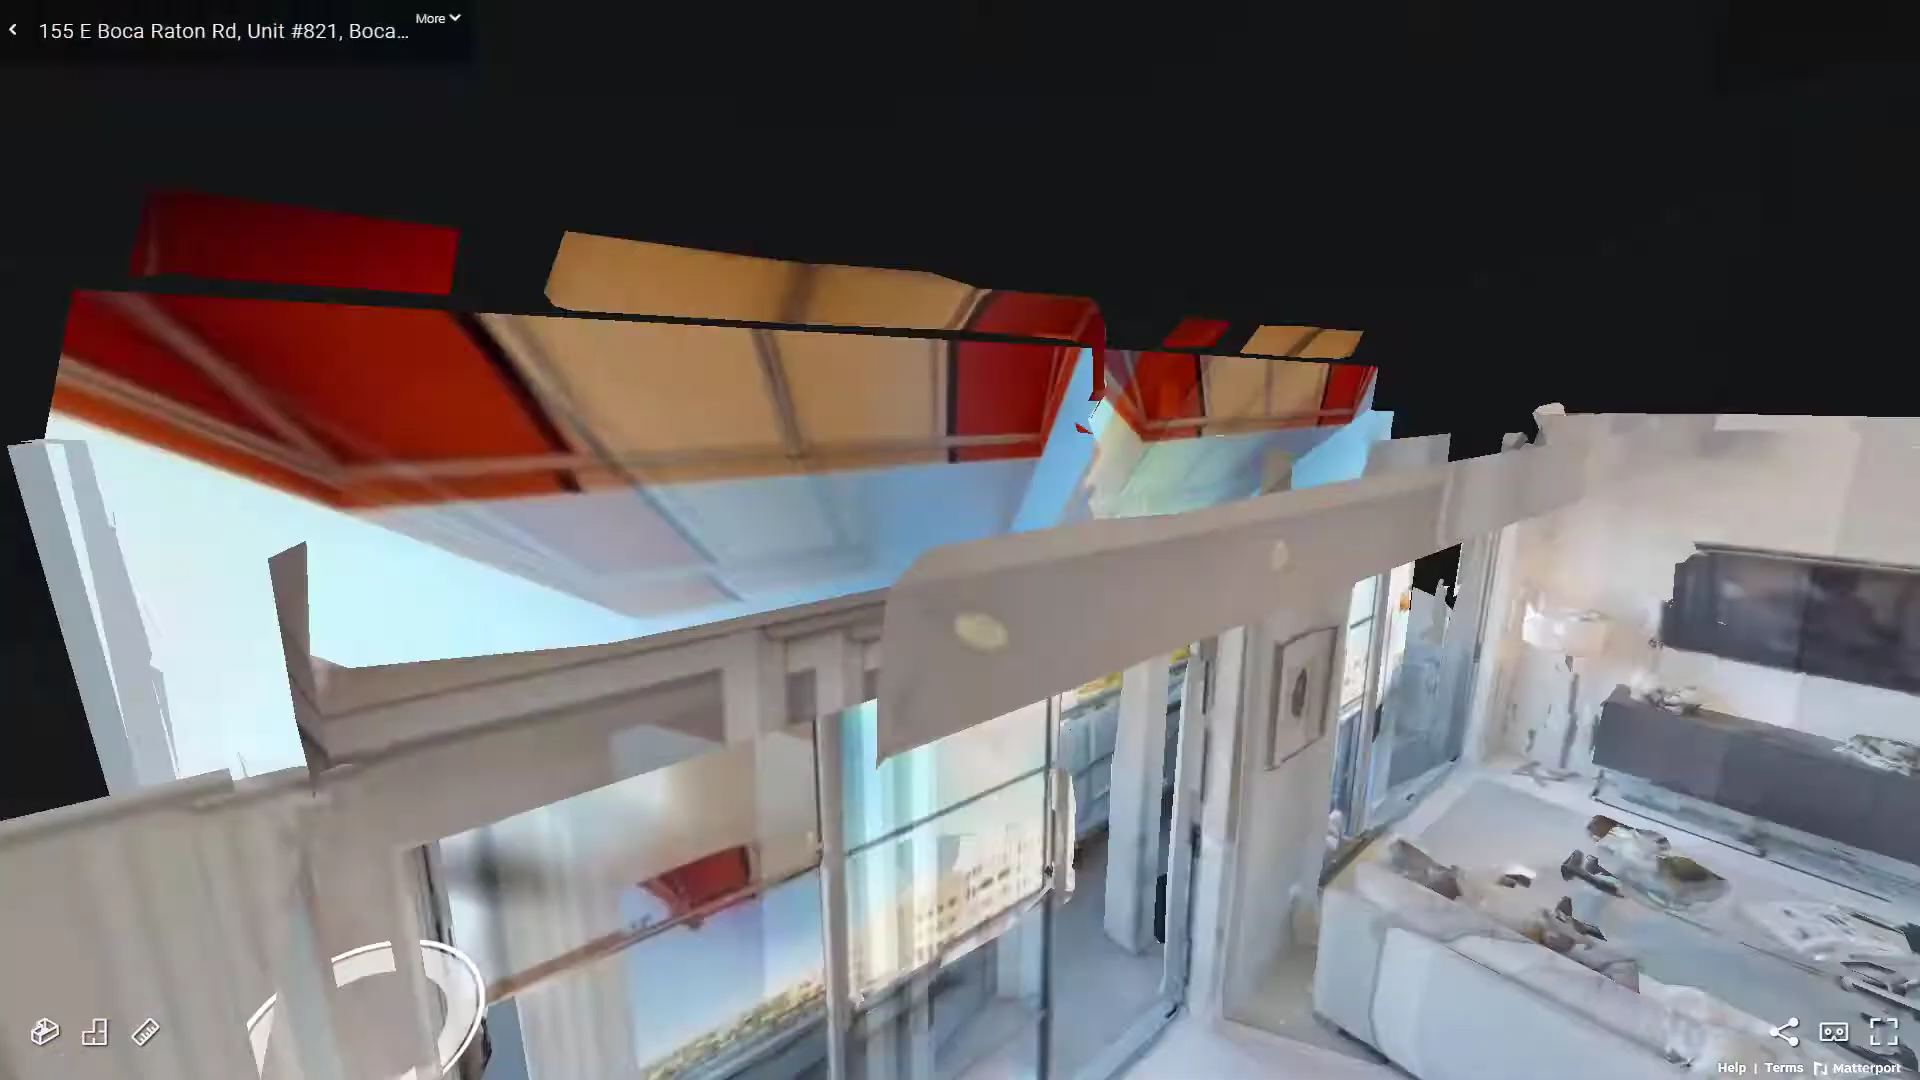 155 E Boca Raton Rd, Unit #821, Boca...
More
Help | Terms Matterport